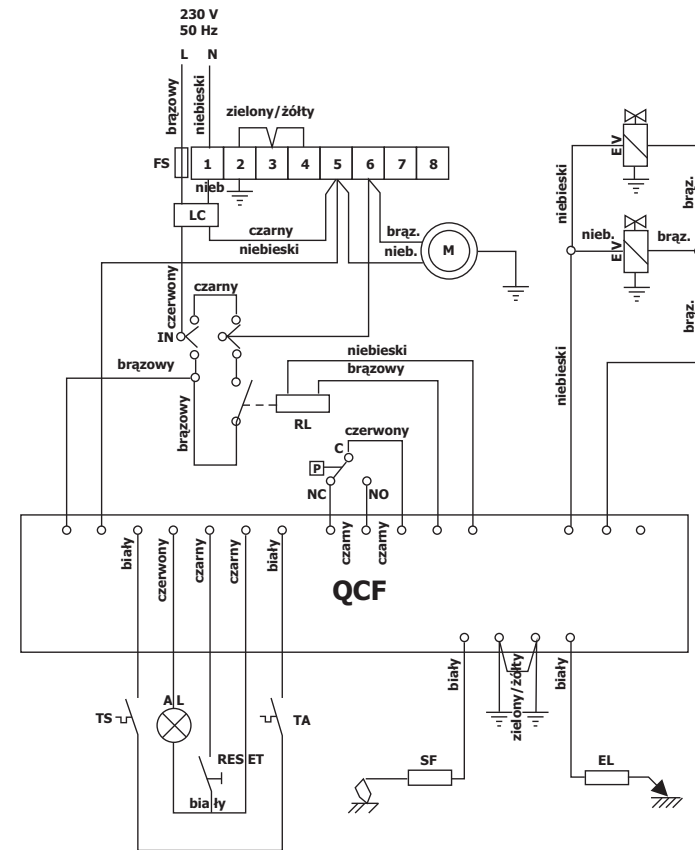 230 V
50 Hz
L N
brązowy
niebieski
zielony/żółty
FS 1 2 3 4 5 6 7 8
nieb
LC
czarny
niebieski
brąz.
nieb.
M
EV
niebieski
brąz.
nieb.
EV
brąz.
czerwony
czarny
IN
brązowy
brązowy
niebieski
brązowy
RL
brąz.
niebieski
czerwony
C
P
NC NO
biały
czerwony
czarny
czarny
biały
czarny
czarny
QCF
biały
zielony/żółty
biały
TS
AL
TA
RESET
biały
SF
EL